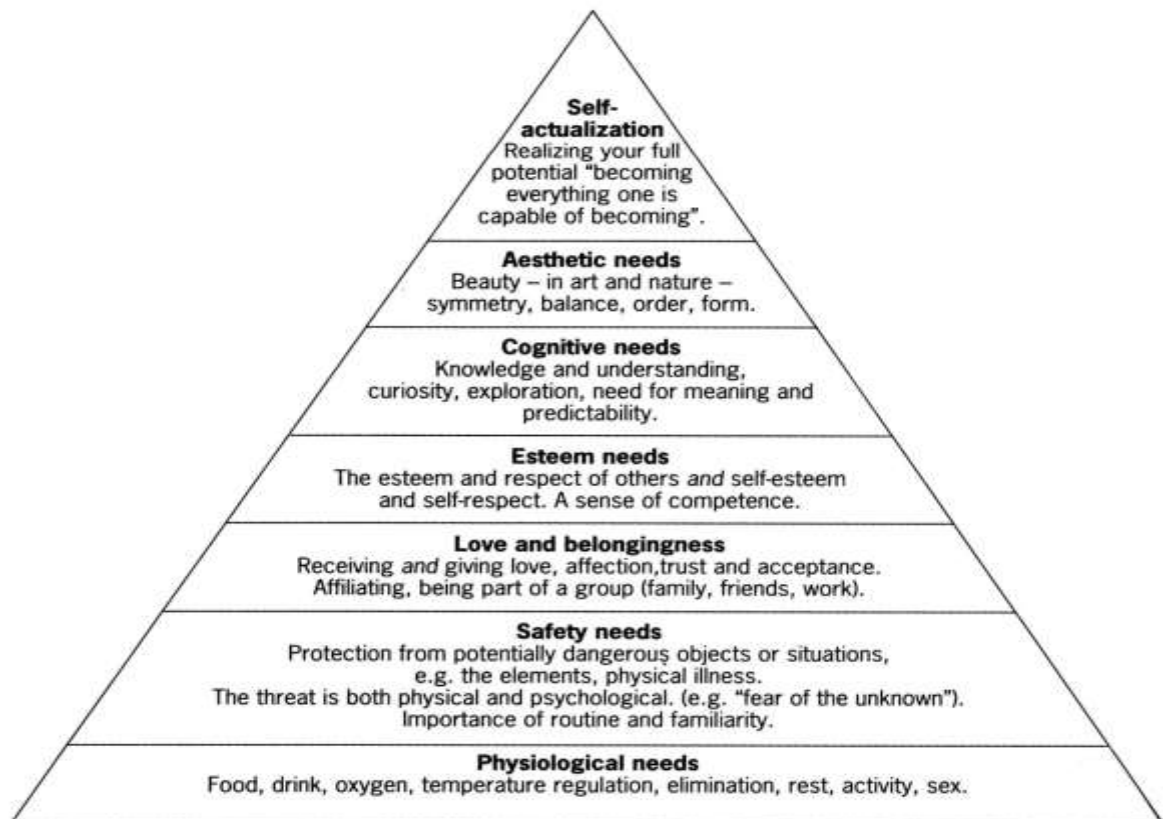 Self-
actualization
Realizing your full
potential “becoming
everything one is
capable of becoming”.
Aesthetic needs
Beauty – in art and nature –
symmetry, balance, order, form.
Cognitive needs
Knowledge and understanding,
curiosity, exploration, need for meaning and
predictability.
Esteem needs
The esteem and respect of others and self-esteem
and self-respect. A sense of competence.
Love and belongingness
Receiving and giving love, affection,trust and acceptance.
Affiliating, being part of a group (family, friends, work).
Safety needs
Protection from potentially dangerous objects or situations,
e.g. the elements, physical illness.
The threat is both physical and psychological. (e.g. “fear of the unknown”).
Importance of routine and familiarity.
Physiological needs
Food, drink, oxygen, temperature regulation, elimination, rest, activity, sex.